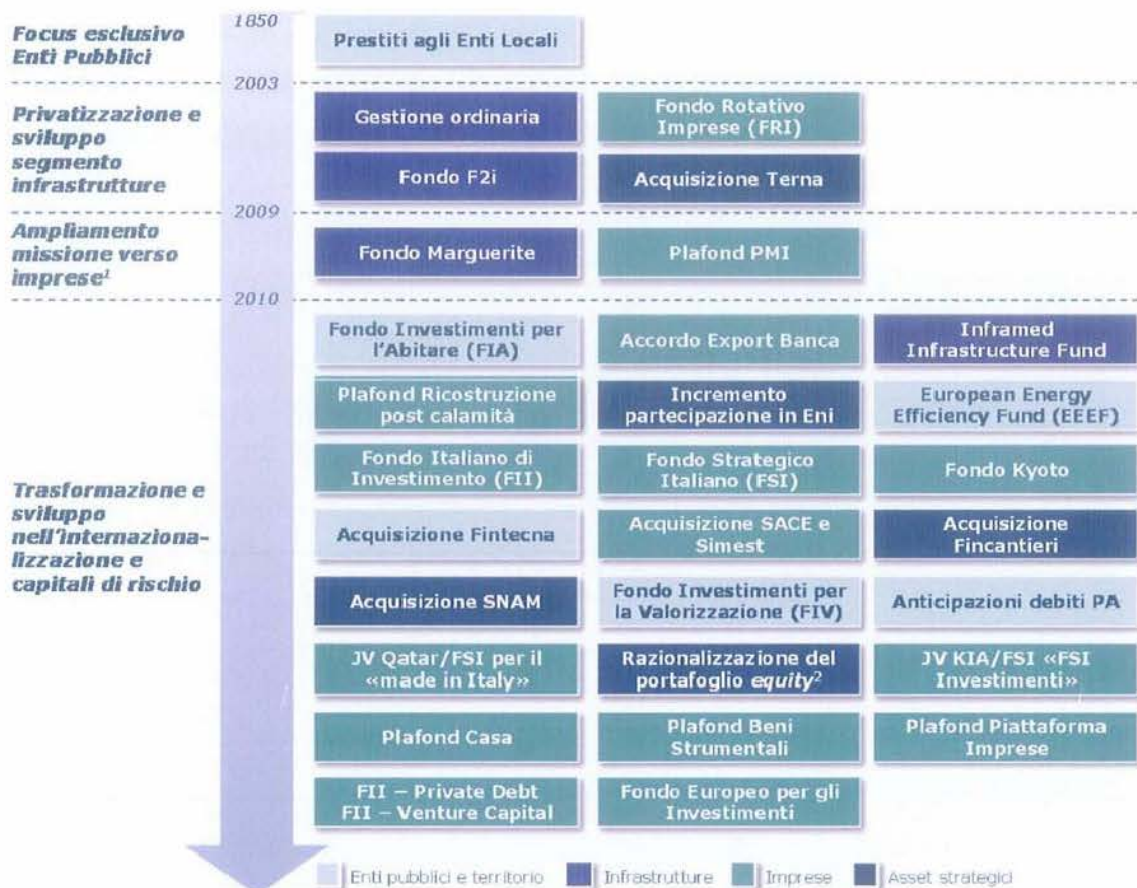 1850
Focus esclusivo
Enti Pubblici
Prestiti agli Enti Locali
2003
Privatizzazione e
sviluppo
segmento
infrastrutture
Gestione ordinaria
Fondo Rotativo
Imprese (FRI)
Fondo F2i
Acquisizione Terna
2009
Ampliamento
missione verso
imprese¹
Fondo Marguerite
Plafond PMI
2010
Trasformazione e
sviluppo
nell'internaziona-
lizzazione e
capitali di rischio
Fondo Investimenti per
l'Abitare (FIA)
Accordo Export Banca
Inframed
Infrastructure Fund
Plafond Ricostruzione
post calamità
Incremento
partecipazione in Eni
European Energy
Efficiency Fund (EEEF)
Fondo Italiano di
Investimento (FII)
Fondo Strategico
Italiano (FSI)
Fondo Kyoto
Acquisizione Fintecna
Acquisizione SACE e
Simest
Acquisizione
Fincantieri
Acquisizione SNAM
Fondo Investimenti per
la Valorizzazione (FIV)
Anticipazioni debiti PA
JV Qatar/FSI per il
«made in Italy»
Razionalizzazione del
portafoglio equity²
JV KIA/FSI «FSI
Investimenti»
Plafond Casa
Plafond Beni
Strumentali
Plafond Piattaforma
Imprese
FII – Private Debt
FII – Venture Capital
Fondo Europeo per gli
Investimenti
Enti pubblici e territorio
Infrastrutture
Imprese
Asset strategici